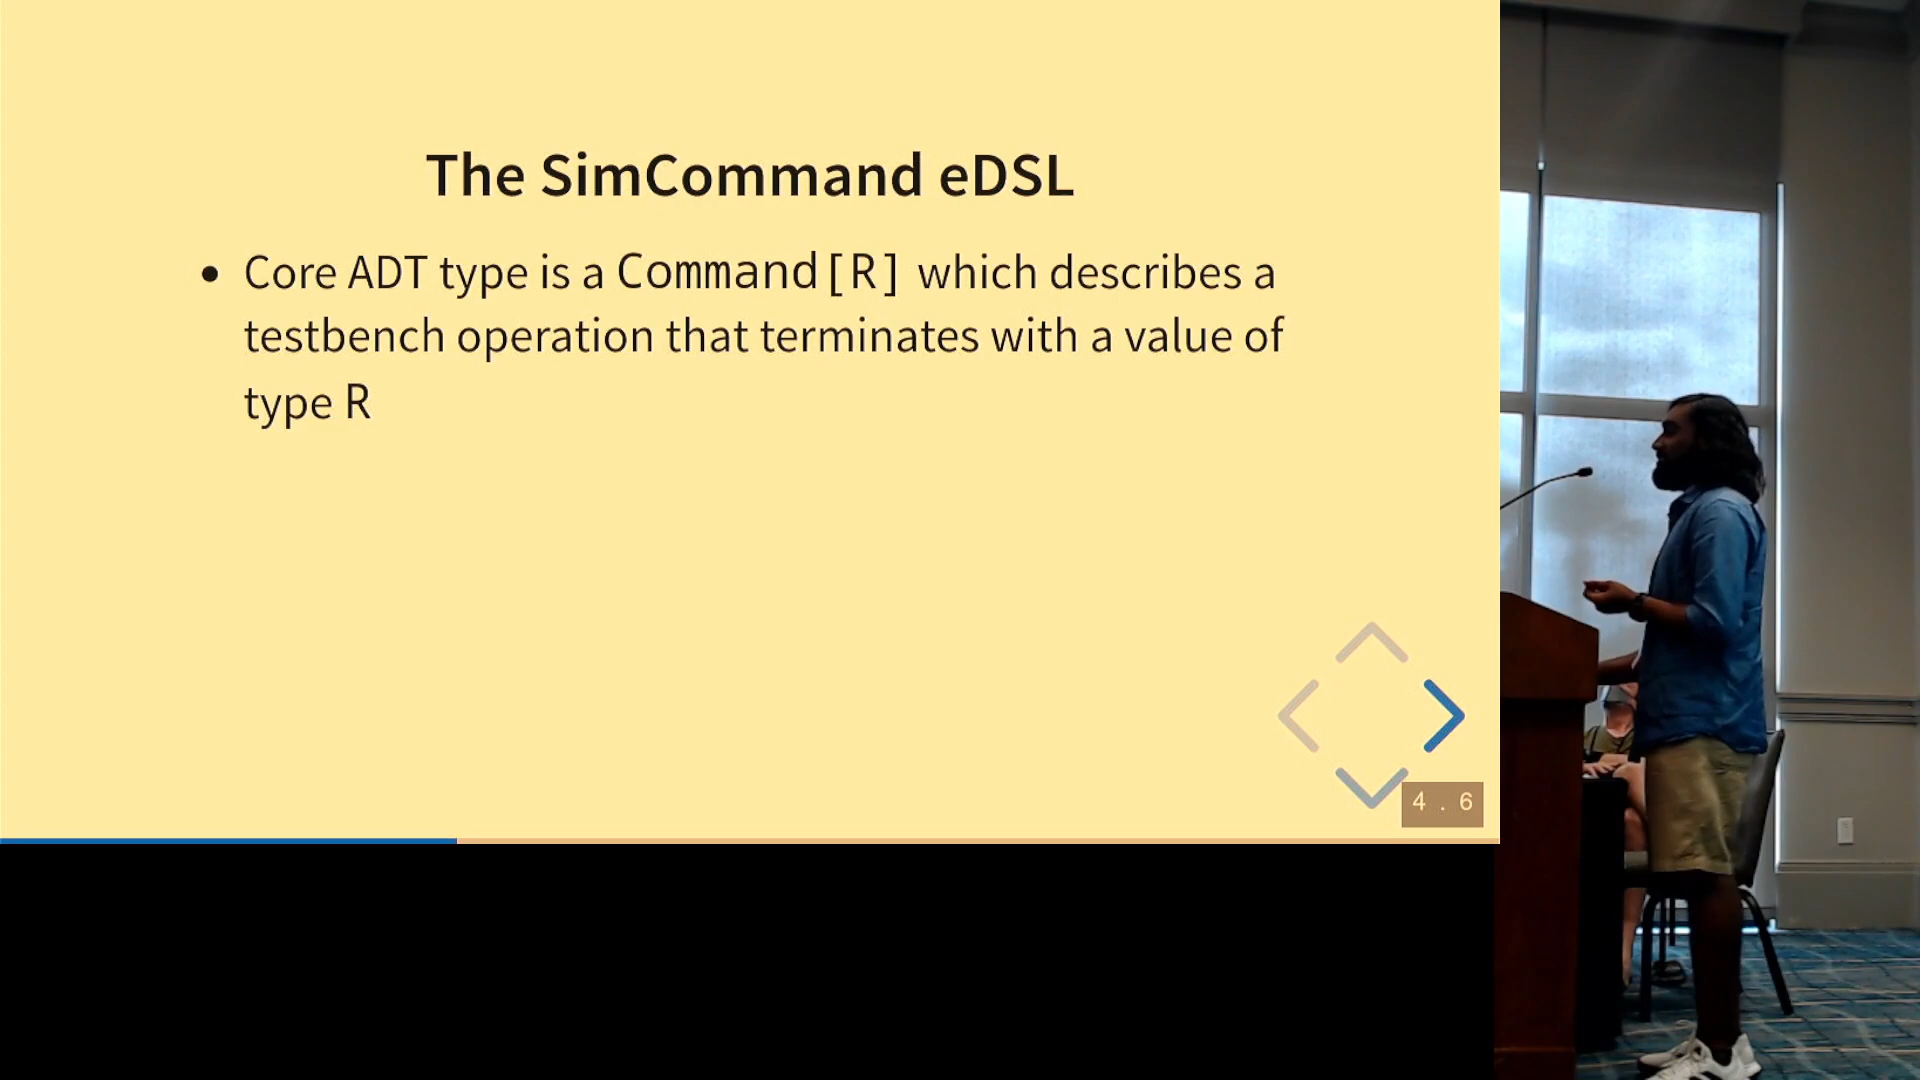 The SimCommand eDSL
Core ADT type is a Command[R] which describes a
testbench operation that terminates with a value of
type R
4 . 6